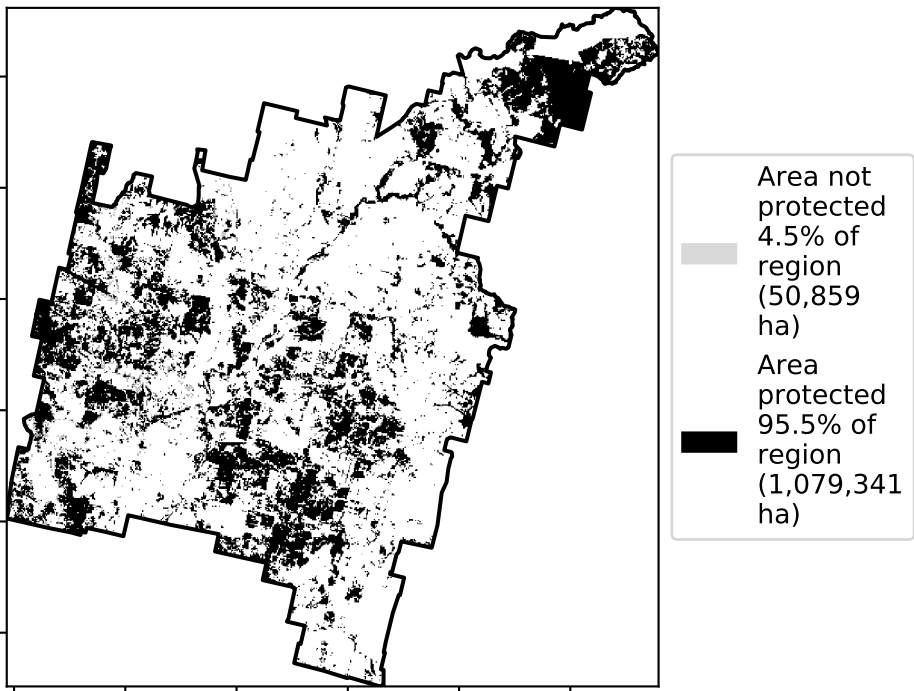 Area not
protected
4.5% of
region
(50,859
ha)
Area
protected
95.5% of
region
(1,079,341
ha)